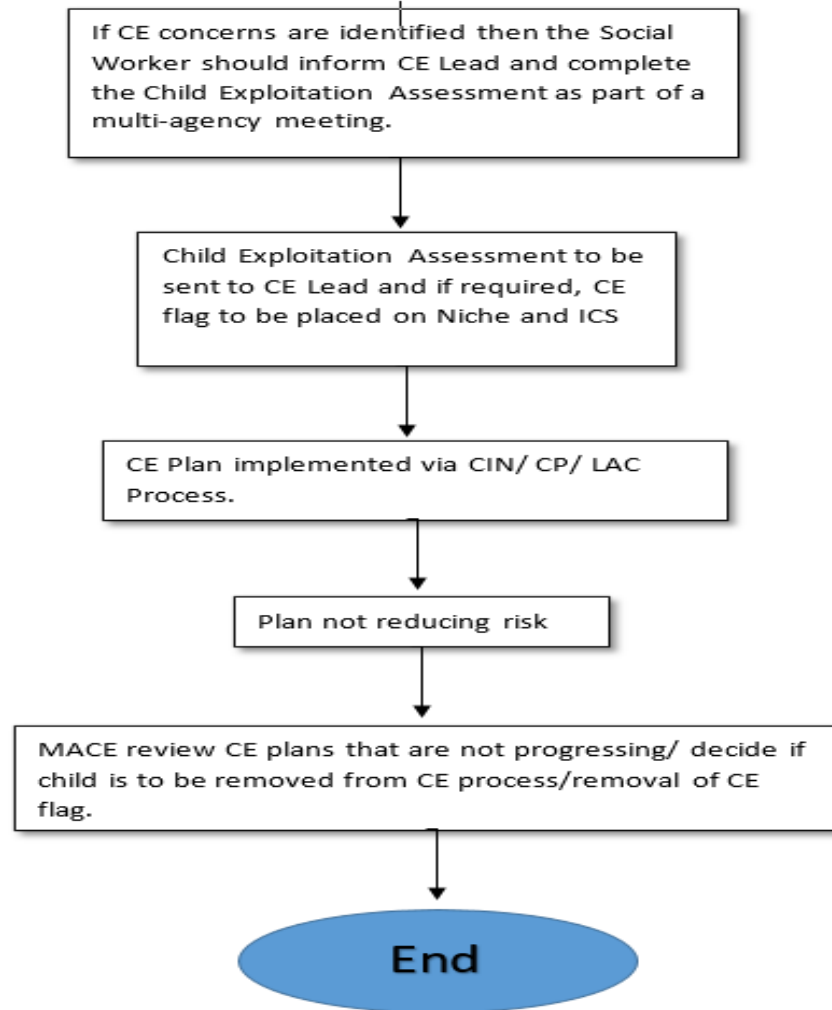 If CE concerns are identified then the Social
Worker should inform CE Lead and complete
the Child Exploitation Assessment as part of a
multi-agency meeting.
Child Exploitation Assessment to be
sent to CE Lead and if required, CE
flag to be placed on Niche and ICS
CE Plan implemented via CIN/ CP/ LAC
Process.
Plan not reducing risk
MACE review CE plans that are not progressing/ decide if
child is to be removed from CE process/removal of CE
flag.
End